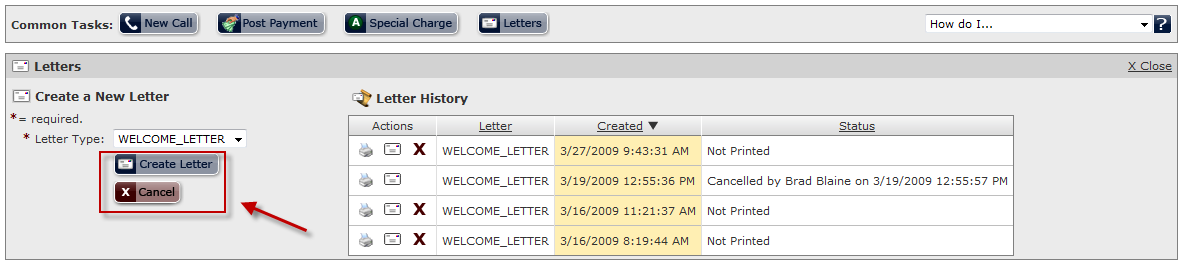 Common Tasks: New Call Post Payment A Special Charge Letters How do I... ?
Letters X Close
Create a New Letter
*= required.
* Letter Type: WELCOME_LETTER
Create Letter
X Cancel
Letter History
Actions Letter Created ▼ Status
X WELCOME_LETTER 3/27/2009 9:43:31 AM Not Printed
WELCOME_LETTER 3/19/2009 12:55:36 PM Cancelled by Brad Blaine on 3/19/2009 12:55:57 PM
X WELCOME_LETTER 3/16/2009 11:21:37 AM Not Printed
X WELCOME_LETTER 3/16/2009 8:19:44 AM Not Printed